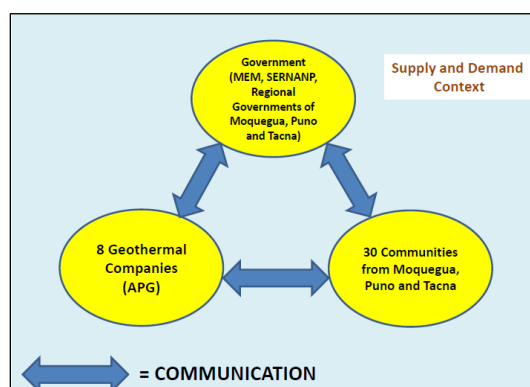 Government
(MEM, SERNANP,
Regional
Governments of
Moquegua, Puno
and Tacna)
Supply and Demand
Context
8 Geothermal
Companies
(APG)
30 Communities
from Moquegua,
Puno and Tacna
= COMMUNICATION